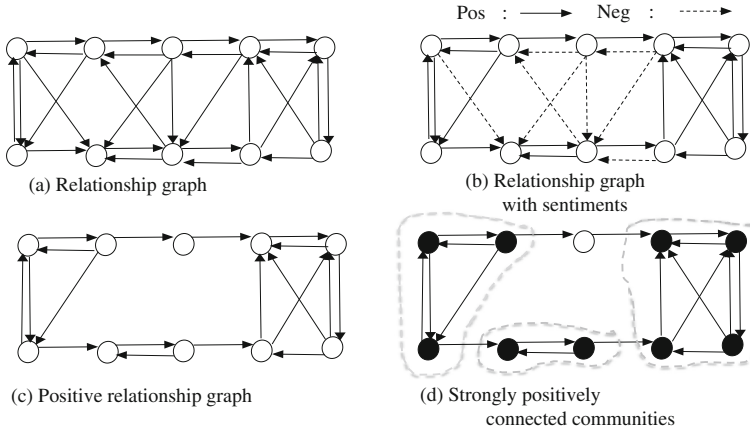 Pos : Neg :
(a) Relationship graph
(b) Relationship graph
with sentiments
(c) Positive relationship graph
(d) Strongly positively
connected communities